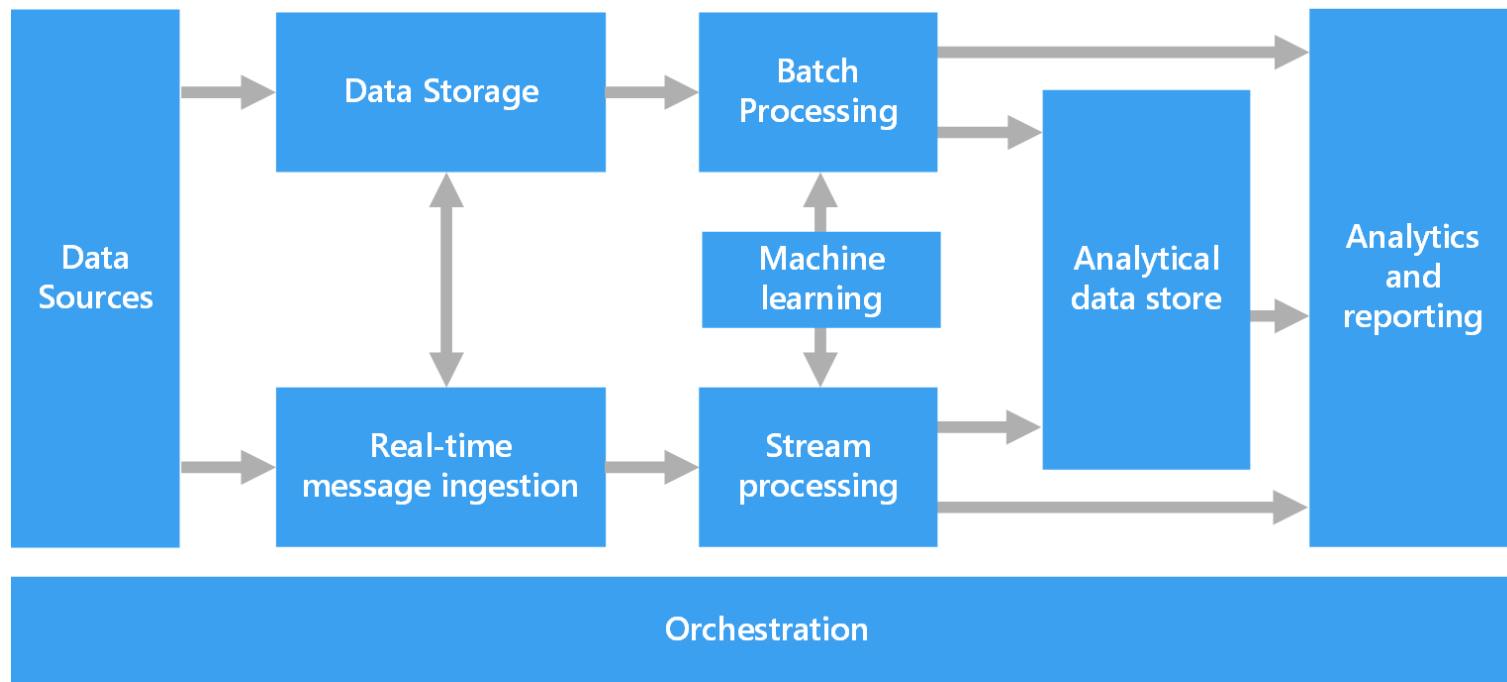 Data
Sources
Data Storage
Real-time
message ingestion
Batch
Processing
Machine
learning
Stream
processing
Analytical
data store
Analytics
and
reporting
Orchestration